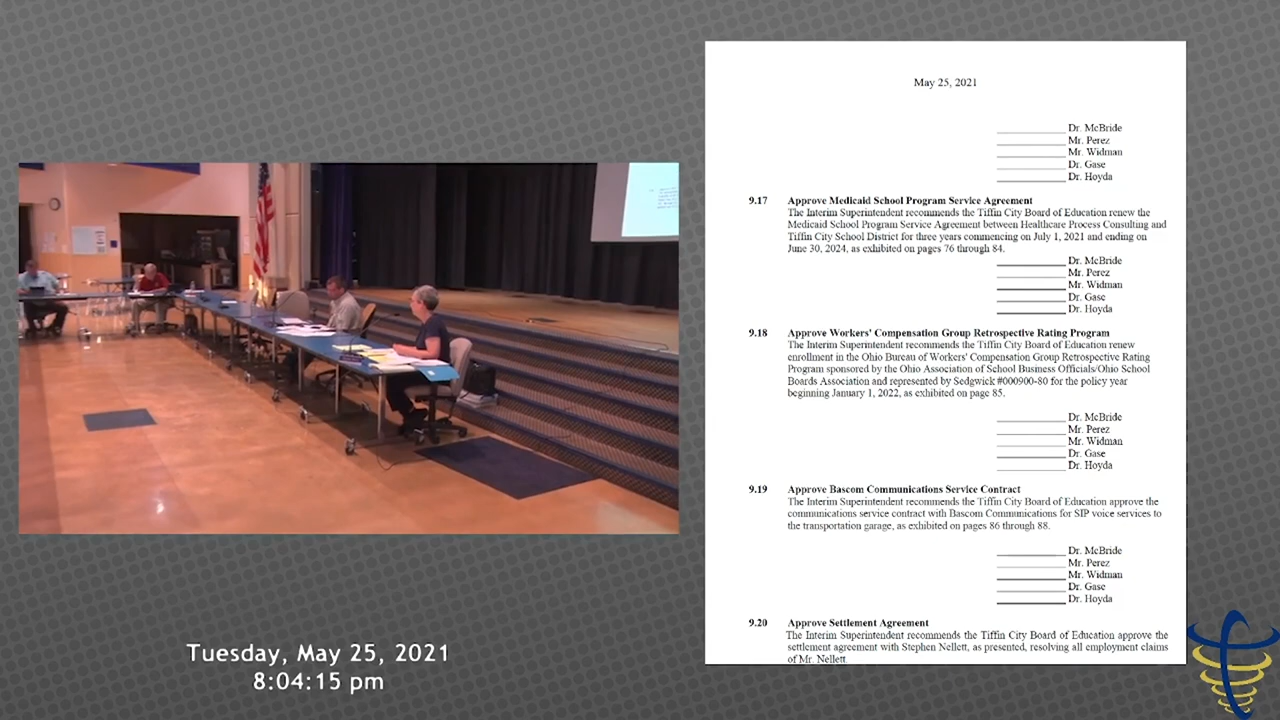 May 25, 2021
Dr. McBride
Mr. Perez
Mr. Widman
Dr. Gase
Dr. Hoyda
9.17 Approve Medicaid School Program Service Agreement
The Interim Superintendent recommends the Tiffin City Board of Education renew the
Medicaid School Program Service Agreement between Healthcare Process Consulting and
Tiffin City School District for three years commencing on July 1, 2021 and ending on
June 30, 2024, as exhibited on pages 76 through 84.
Dr. McBride
Mr. Perez
Mr. Widman
Dr. Gase
Dr. Hoyda
9.18 Approve Workers' Compensation Group Retrospective Rating Program
The Interim Superintendent recommends the Tiffin City Board of Education renew
enrollment in the Ohio Bureau of Workers' Compensation Group Retrospective Rating
Program sponsored by the Ohio Association of School Business Officials/Ohio School
Boards Association and represented by Sedgwick #000900-80 for the policy year
beginning January 1, 2022, as exhibited on page 85.
Dr. McBride
Mr. Perez
Mr. Widman
Dr. Gase
Dr. Hoyda
9.19 Approve Bascom Communications Service Contract
The Interim Superintendent recommends the Tiffin City Board of Education approve the
communications service contract with Bascom Communications for SIP voice services to
the transportation garage, as exhibited on pages 86 through 88.
Dr. McBride
Mr. Perez
Mr. Widman
Dr. Gase
Dr. Hoyda
9.20 Approve Settlement Agreement
The Interim Superintendent recommends the Tiffin City Board of Education approve the
settlement agreement with Stephen Nellett, as presented, resolving all employment claims
of Mr. Nellett.
Tuesday, May 25, 2021
8:04:15 pm